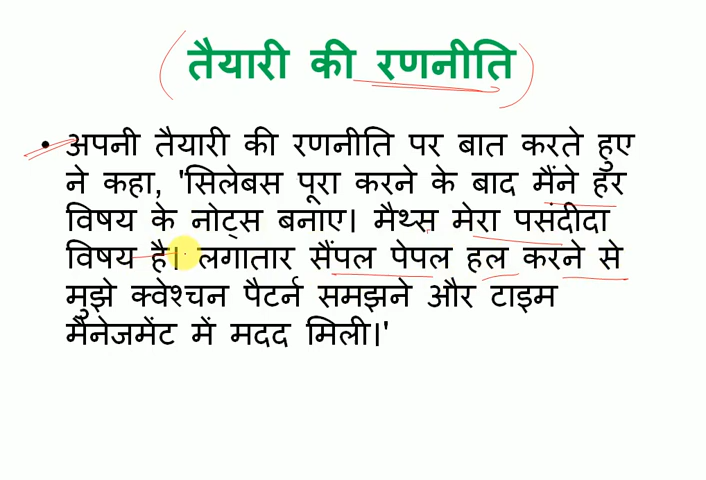 तैयारी की रणनीति
• अपनी तैयारी की रणनीति पर बात करते हुए
ने कहा, 'सिलेबस पूरा करने के बाद मैंने हर
विषय के नोट्स बनाए। मैथ्स मेरा पसंदीदा
विषय है। लगातार सैंपल पेपल हल करने से
मुझे क्वेश्चन पैटर्न समझने और टाइम
मैनेजमेंट में मदद मिली।'